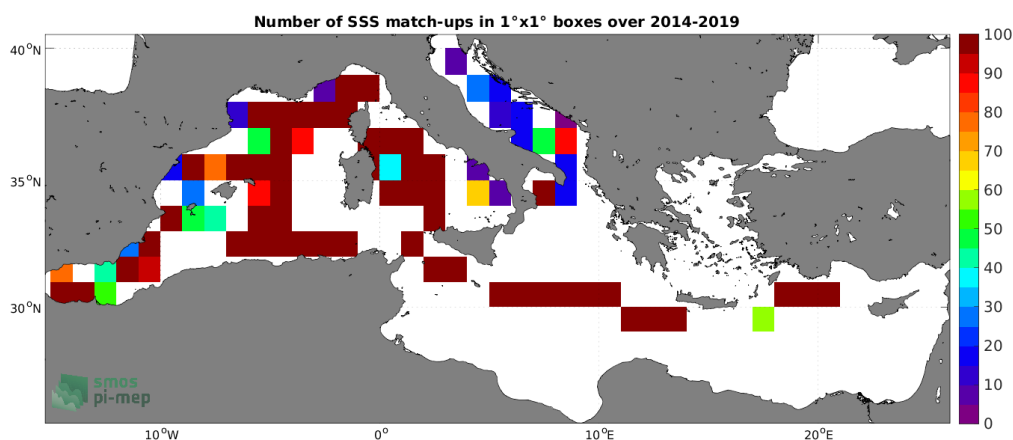 Number of SSS match-ups in 1°x1° boxes over 2014-2019
40°N
35°N
30°N
10°W
0°
10°E
20°E
100
90
80
70
60
50
40
30
20
10
0
smos
pi-mep